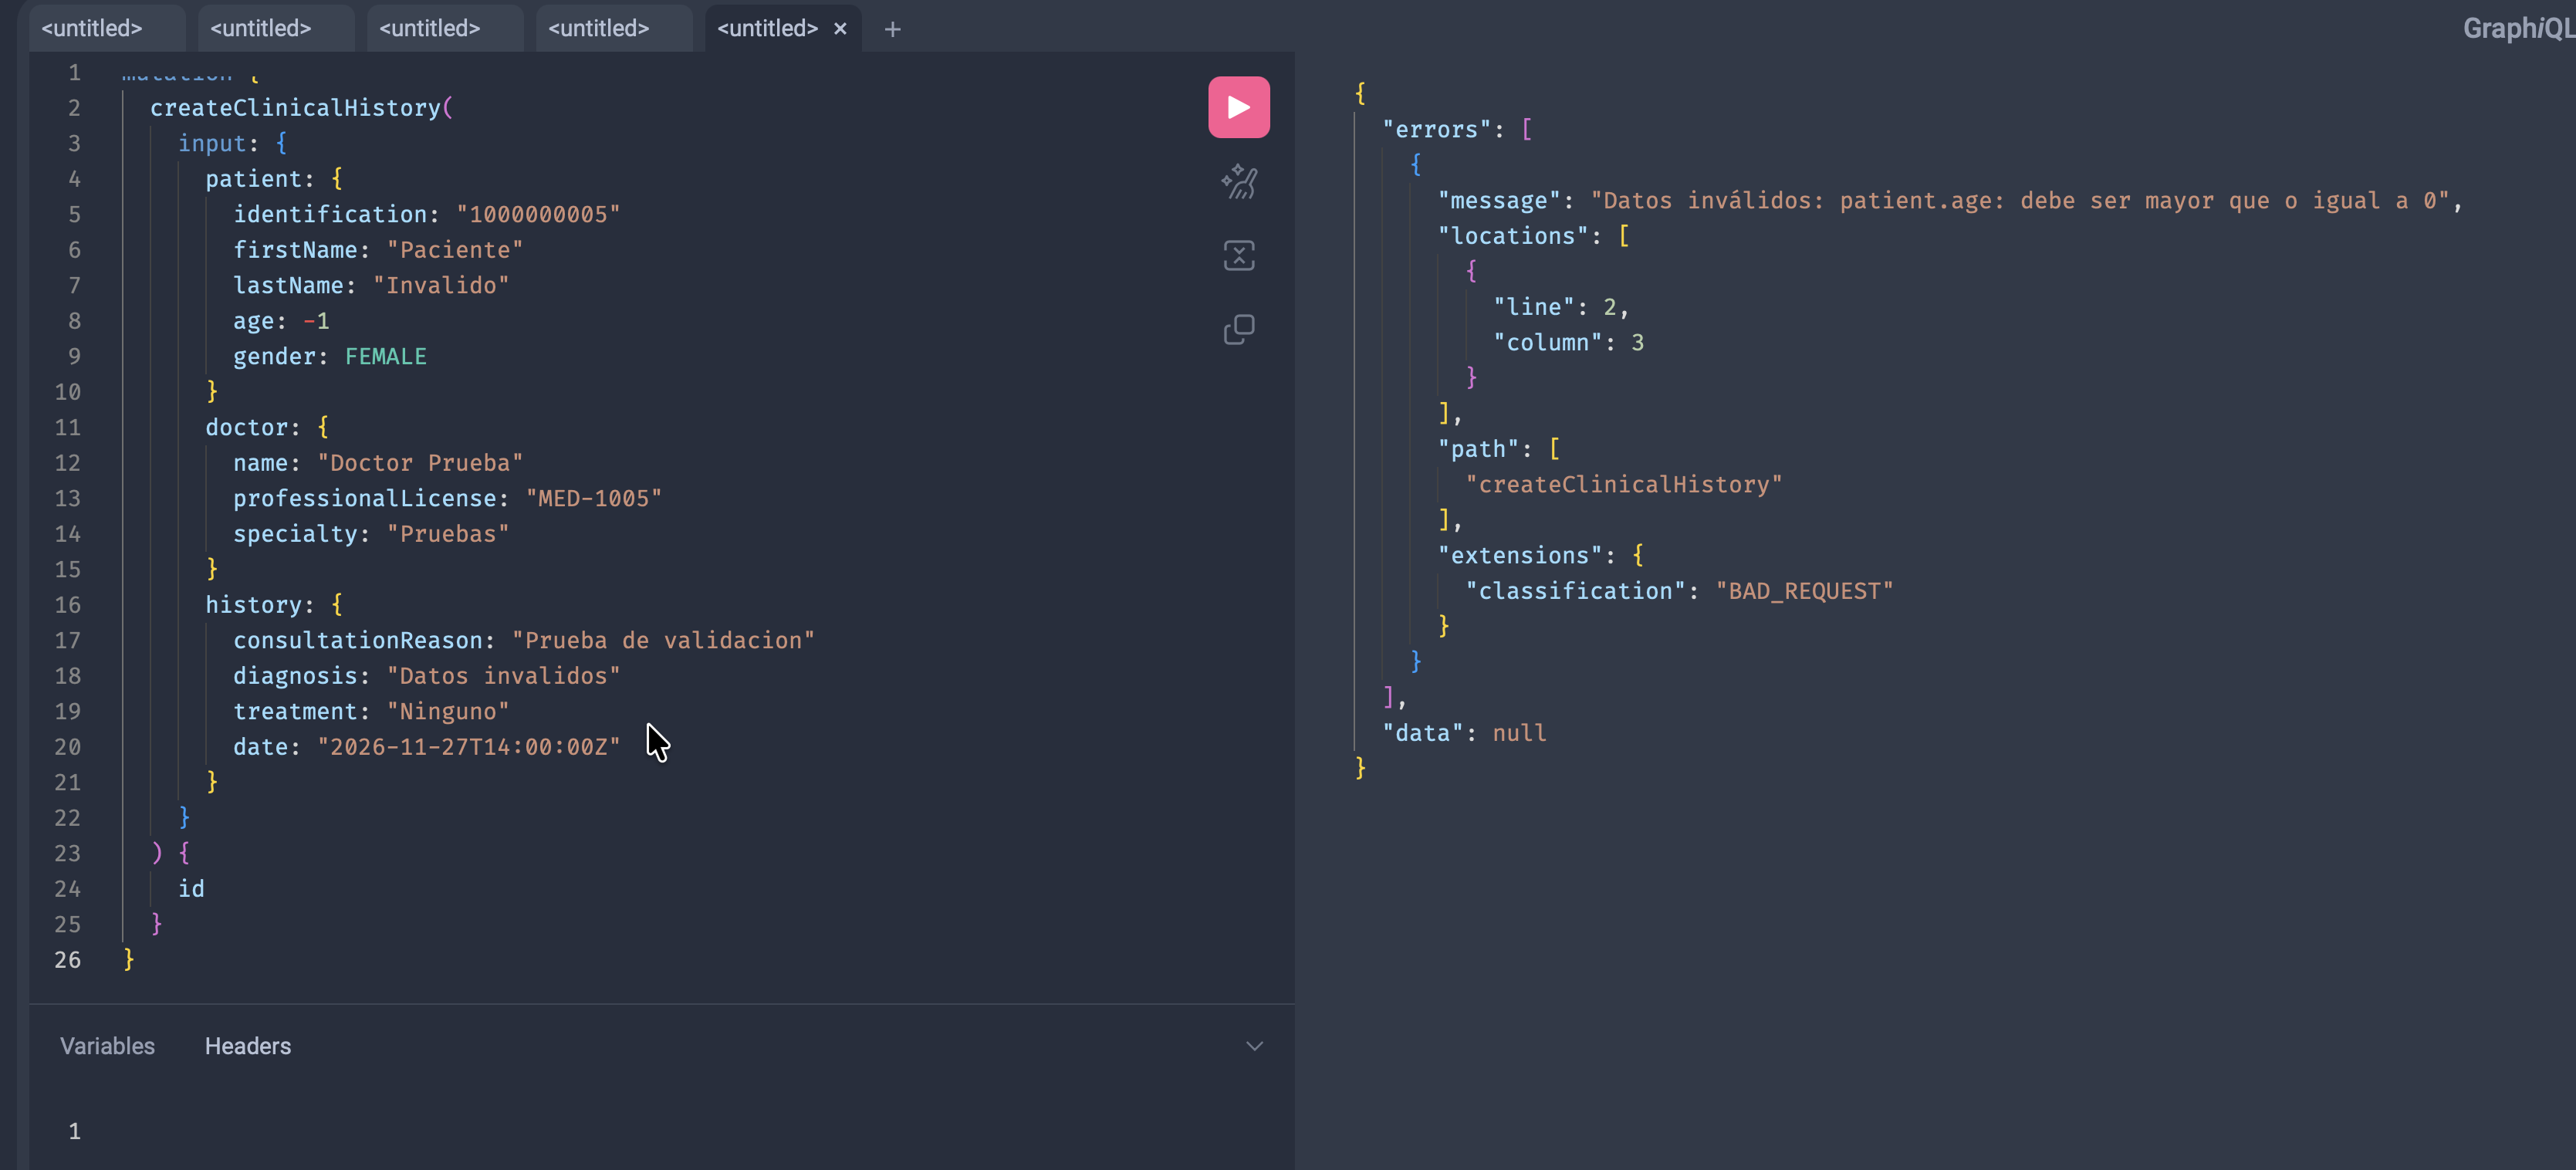 <untitled> <untitled> <untitled> <untitled> <untitled> × +
GraphiQL
1 mutation {
2 createClinicalHistory(
3 input: {
4 patient: {
5 identification: "1000000005"
6 firstName: "Paciente"
7 lastName: "Invalido"
8 age: -1
9 gender: FEMALE
10 }
11 doctor: {
12 name: "Doctor Prueba"
13 professionalLicense: "MED-1005"
14 specialty: "Pruebas"
15 }
16 history: {
17 consultationReason: "Prueba de validacion"
18 diagnosis: "Datos invalidos"
19 treatment: "Ninguno"
20 date: "2026-11-27T14:00:00Z"
21 }
22 }
23 ) {
24 id
25 }
26 }
Variables Headers
1
{
"errors": [
{
"message": "Datos inválidos: patient.age: debe ser mayor que o igual a 0",
"locations": [
{
"line": 2,
"column": 3
}
],
"path": [
"createClinicalHistory"
],
"extensions": {
"classification": "BAD_REQUEST"
}
}
],
"data": null
}